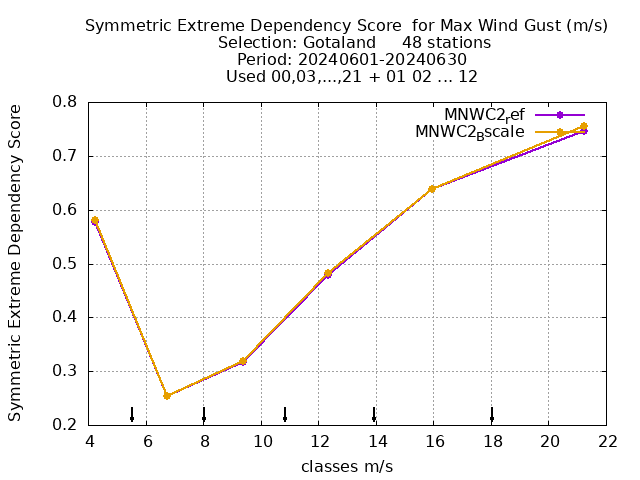 Symmetric Extreme Dependency Score  for Max Wind Gust (m/s)
Selection: Gotaland     48 stations
Period: 20240601-20240630
Used 00,03,...,21 + 01 02 ... 12
Symmetric Extreme Dependency Score
0.8
0.7
0.6
0.5
0.4
0.3
0.2
MNWC2ref
MNWC2Bscale
4 6 8 10 12 14 16 18 20 22
classes m/s